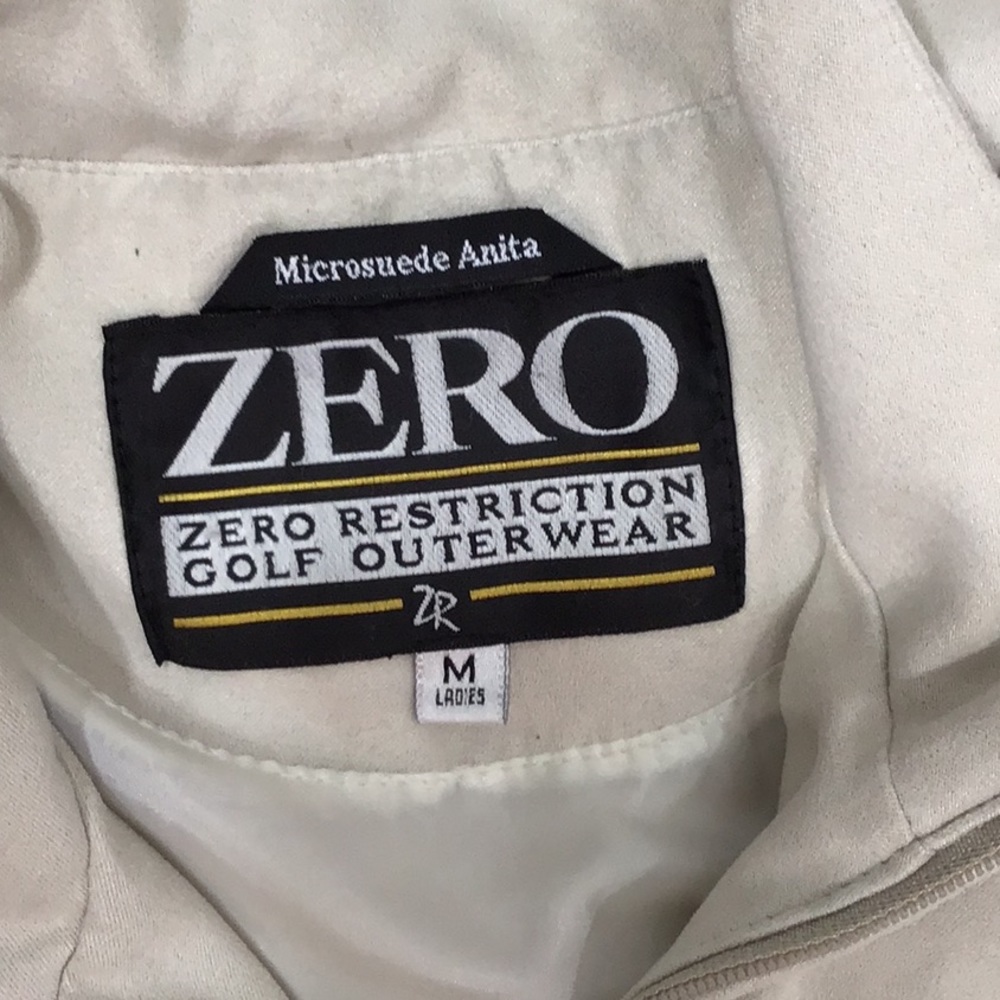 Microsuede Anita
ZERO
ZERO RESTRICTION
GOLF OUTERWEAR
ZR
M
LADIES